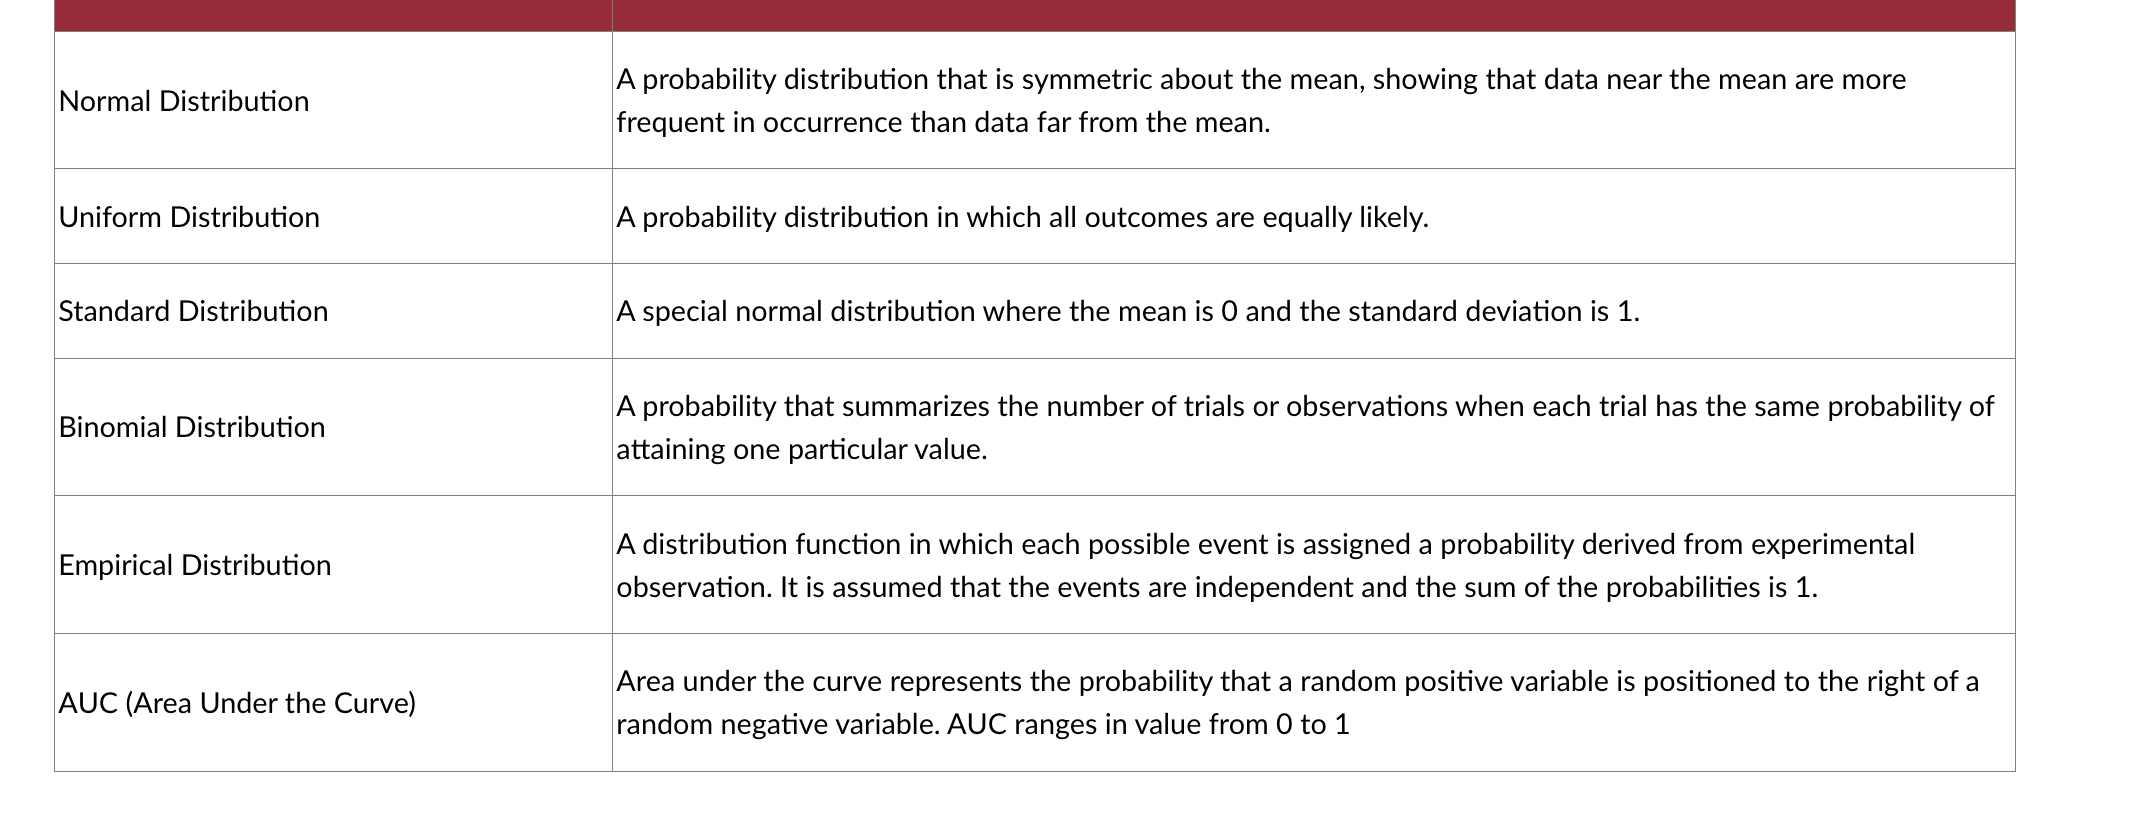 Normal Distribution
A probability distribution that is symmetric about the mean, showing that data near the mean are more
frequent in occurrence than data far from the mean.
Uniform Distribution
A probability distribution in which all outcomes are equally likely.
Standard Distribution
A special normal distribution where the mean is 0 and the standard deviation is 1.
Binomial Distribution
A probability that summarizes the number of trials or observations when each trial has the same probability of
attaining one particular value.
Empirical Distribution
A distribution function in which each possible event is assigned a probability derived from experimental
observation. It is assumed that the events are independent and the sum of the probabilities is 1.
AUC (Area Under the Curve)
Area under the curve represents the probability that a random positive variable is positioned to the right of a
random negative variable. AUC ranges in value from 0 to 1